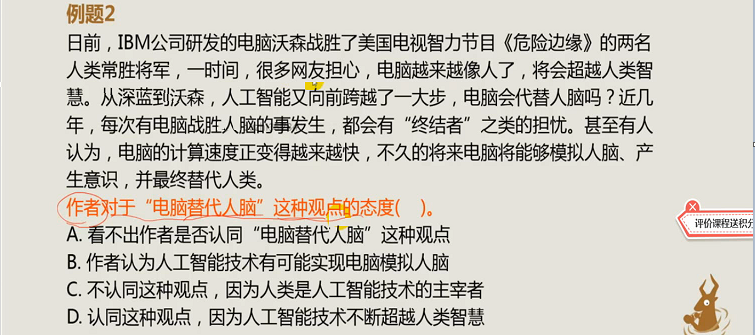 例题2
日前，IBM公司研发的电脑沃森战胜了美国电视智力节目《危险边缘》的两名
人类常胜将军，一时间，很多网友担心，电脑越来越像人了，将会超越人类智
慧。从深蓝到沃森，人工智能又向前跨越了一大步，电脑会代替人脑吗？近几
年，每次有电脑战胜人脑的事发生，都会有“终结者”之类的担忧。甚至有人
认为，电脑的计算速度正变得越来越快，不久的将来电脑将能够模拟人脑、产
生意识，并最终替代人类。
作者对于“电脑替代人脑”这种观点的态度( )。
A. 看不出作者是否认同“电脑替代人脑”这种观点
B. 作者认为人工智能技术有可能实现电脑模拟人脑
C. 不认同这种观点，因为人类是人工智能技术的主宰者
D. 认同这种观点，因为人工智能技术不断超越人类智慧
评价课程送积分